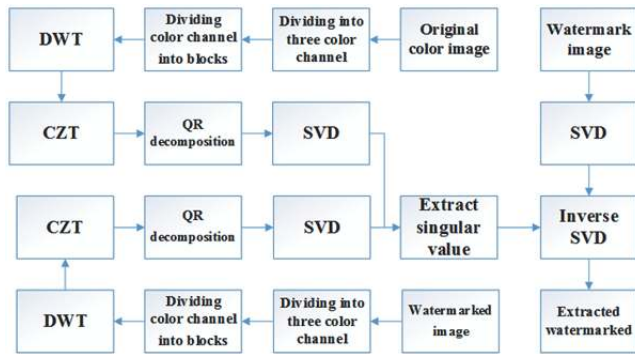 DWT
Dividing
color channel
into blocks
Dividing into
three color
channel
Original
color image
Watermark
image
CZT
QR
decomposition
SVD
SVD
CZT
QR
decomposition
SVD
Extract
singular
value
Inverse
SVD
DWT
Dividing
color channel
into blocks
Dividing into
three color
channel
Watermarked
image
Extracted
watermarked